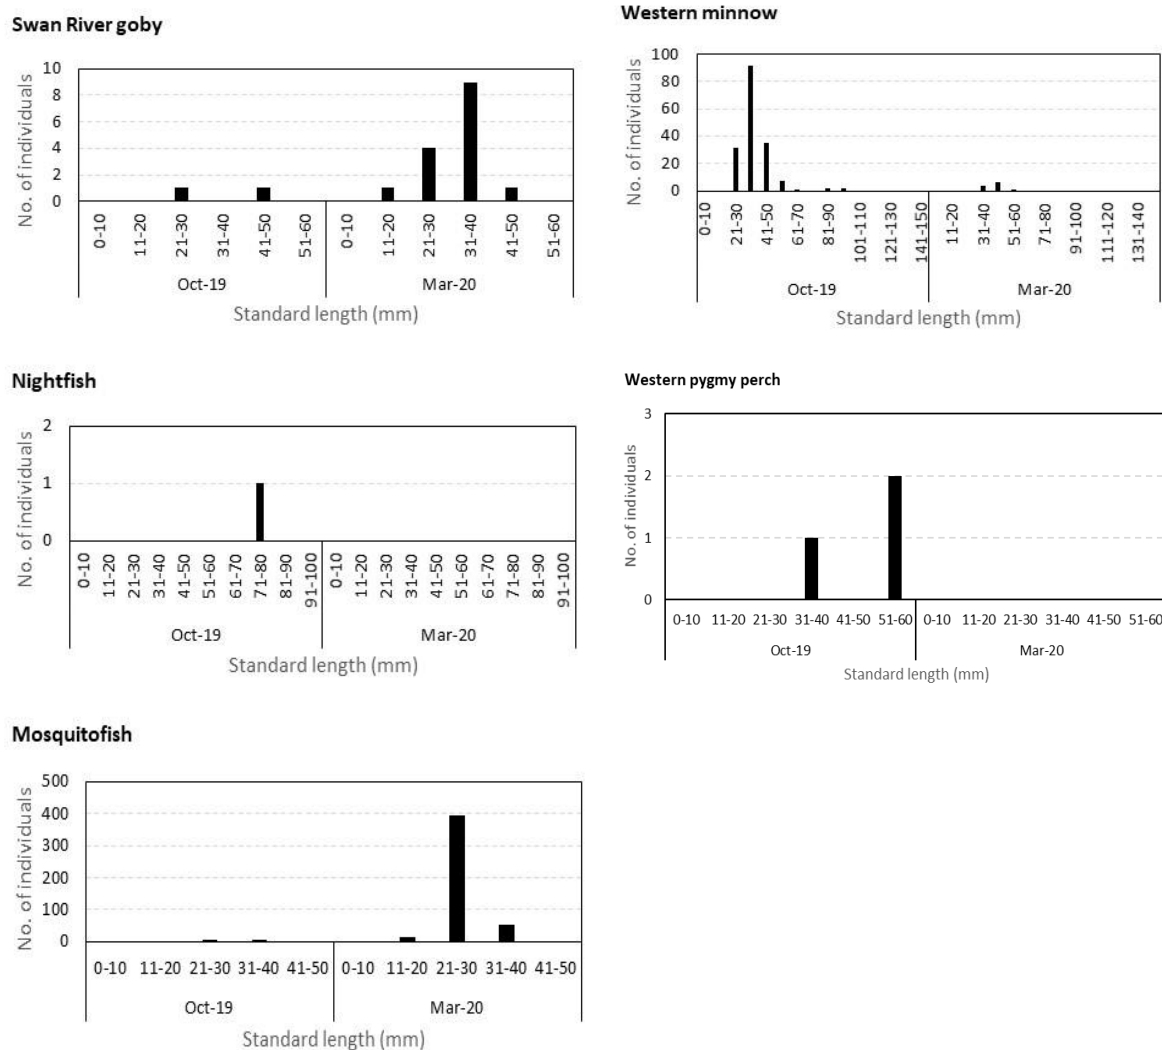 Swan River goby
No. of individuals
10
8
6
4
2
0
0-10 11-20 21-30 31-40 41-50 51-60 0-10 11-20 21-30 31-40 41-50 51-60
Oct-19 Mar-20
Standard length (mm)
Western minnow
No. of individuals
100
80
60
40
20
0
0-10 21-30 41-50 61-70 81-90 101-110 121-130 141-150 11-20 31-40 51-60 71-80 91-100 111-120 131-140
Oct-19 Mar-20
Standard length (mm)
Nightfish
No. of individuals
2
1
0
0-10 11-20 21-30 31-40 41-50 51-60 61-70 71-80 81-90 91-100 0-10 11-20 21-30 31-40 41-50 51-60 61-70 71-80 81-90 91-100
Oct-19 Mar-20
Standard length (mm)
Western pygmy perch
No. of individuals
3
2
1
0
0-10 11-20 21-30 31-40 41-50 51-60 0-10 11-20 21-30 31-40 41-50 51-60
Oct-19 Mar-20
Standard length (mm)
Mosquitofish
No. of individuals
500
400
300
200
100
0
0-10 11-20 21-30 31-40 41-50 0-10 11-20 21-30 31-40 41-50
Oct-19 Mar-20
Standard length (mm)